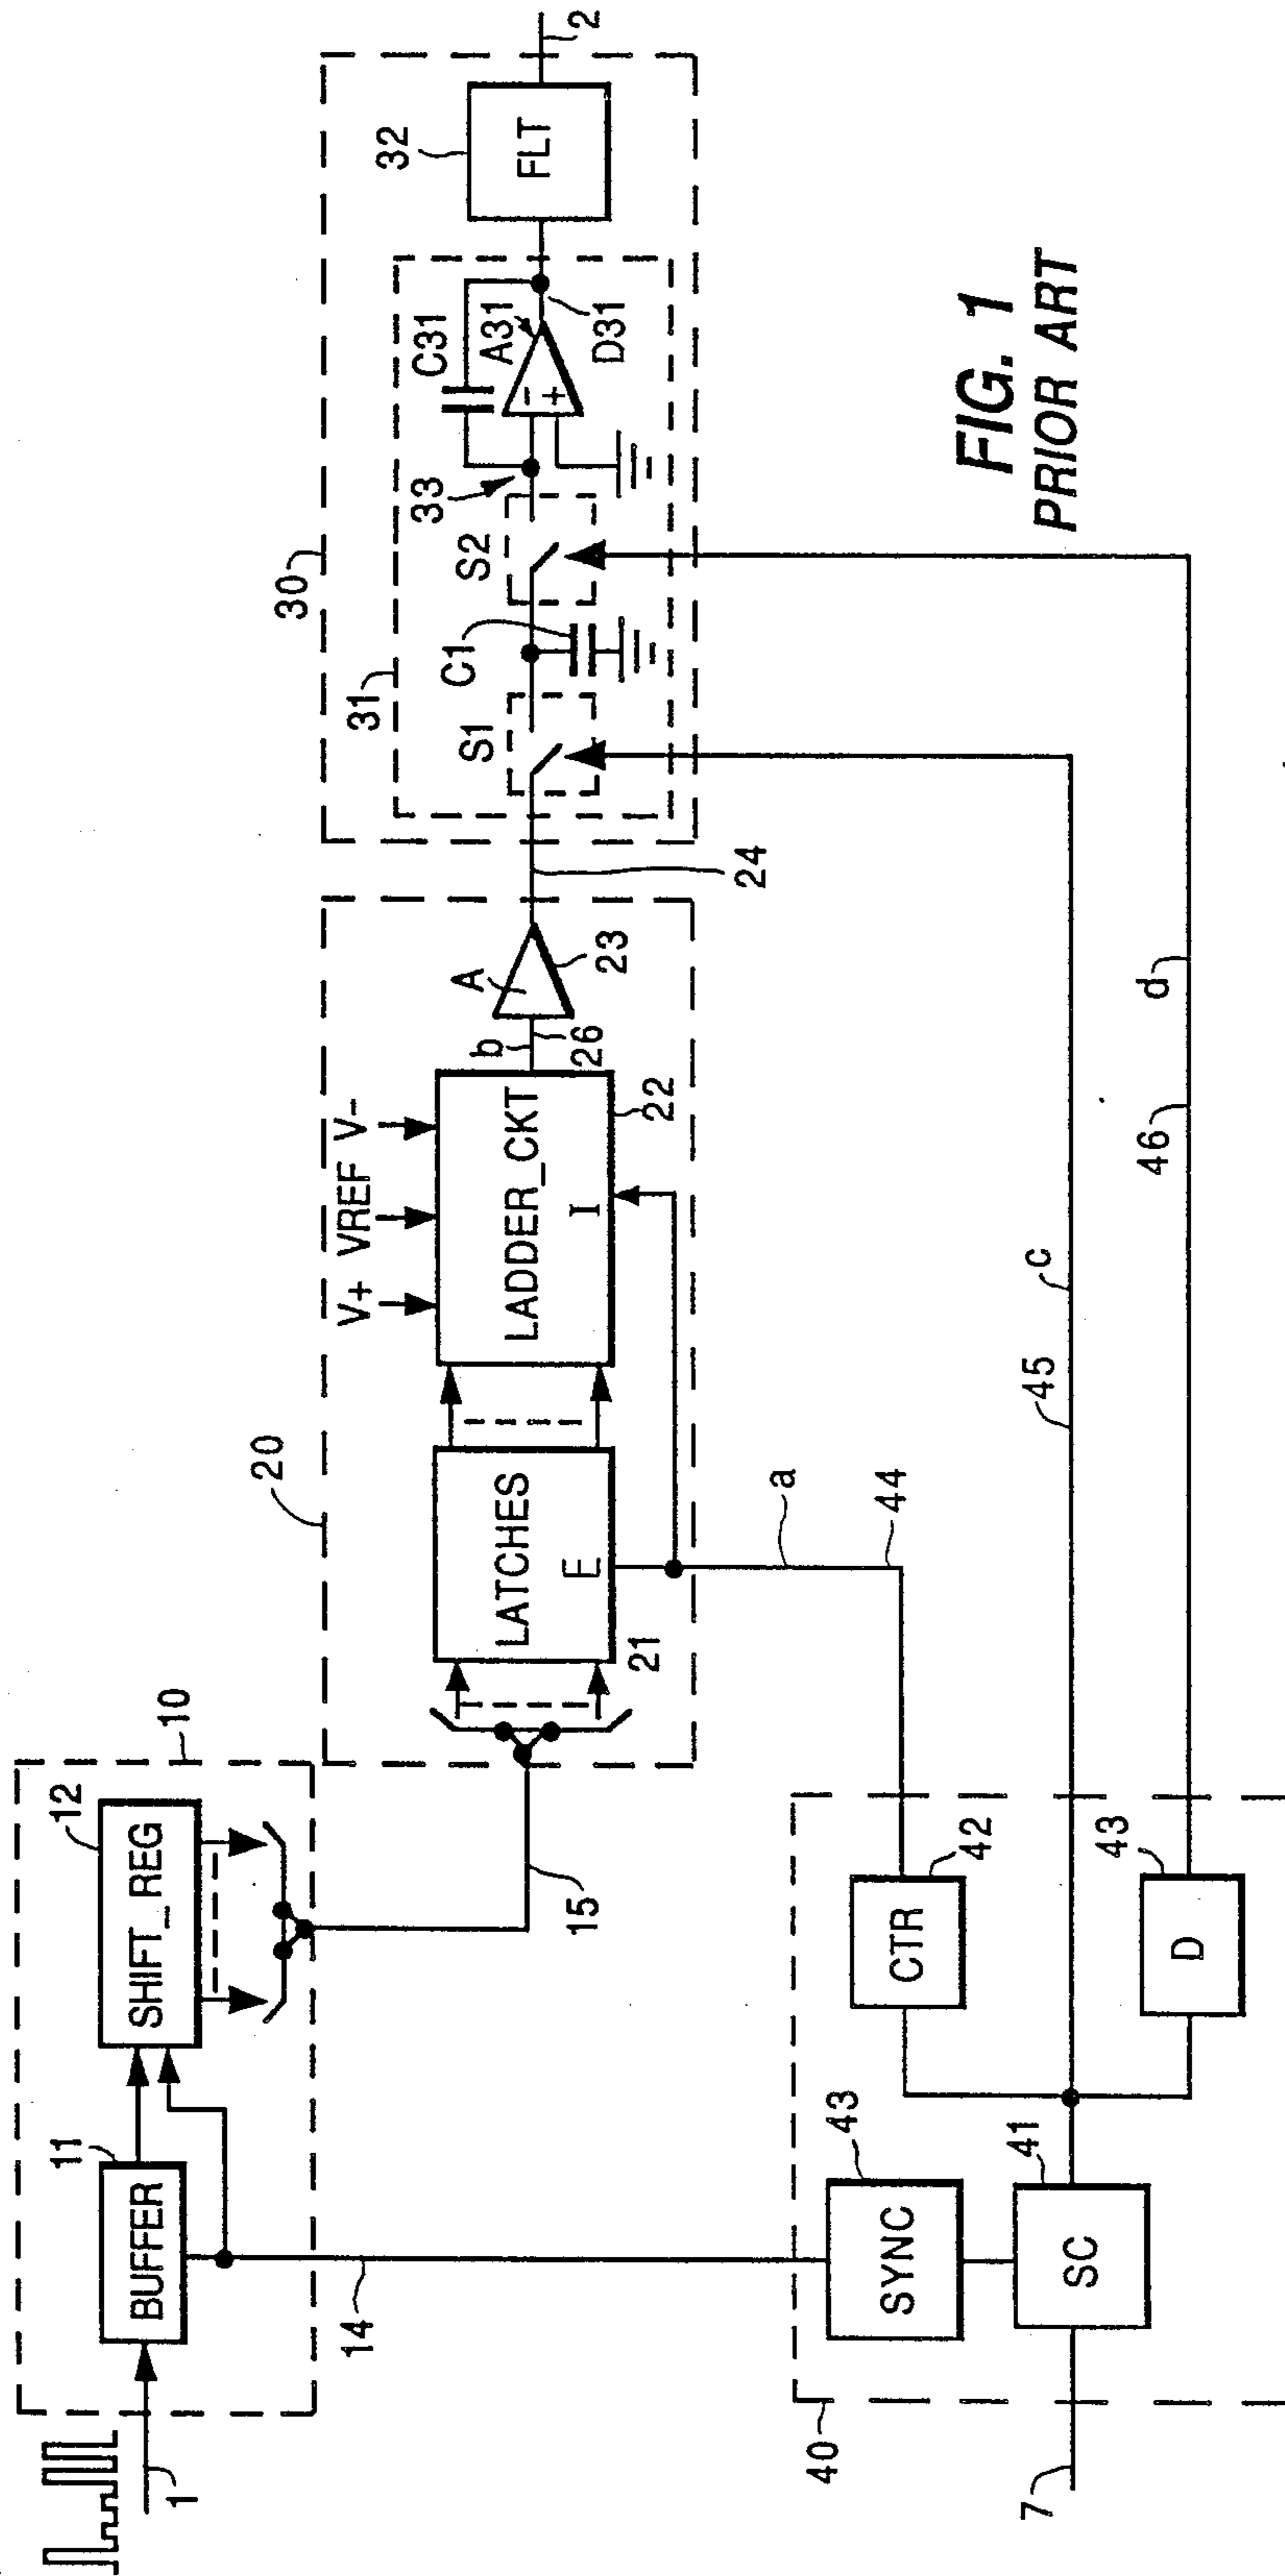 1
BUFFER
11
SHIFT_REG
12
10
14
15
20
LATCHES
E
21
V+
VREF
V-
LADDER_CKT
I
22
b
26
A
23
24
30
31
S1
C1
S2
33
C31
A31
D31
-
+
FLT
32
2
a
44
45
c
46
d
40
7
SYNC
43
SC
41
CTR
42
D
43
FIG. 1
PRIOR ART